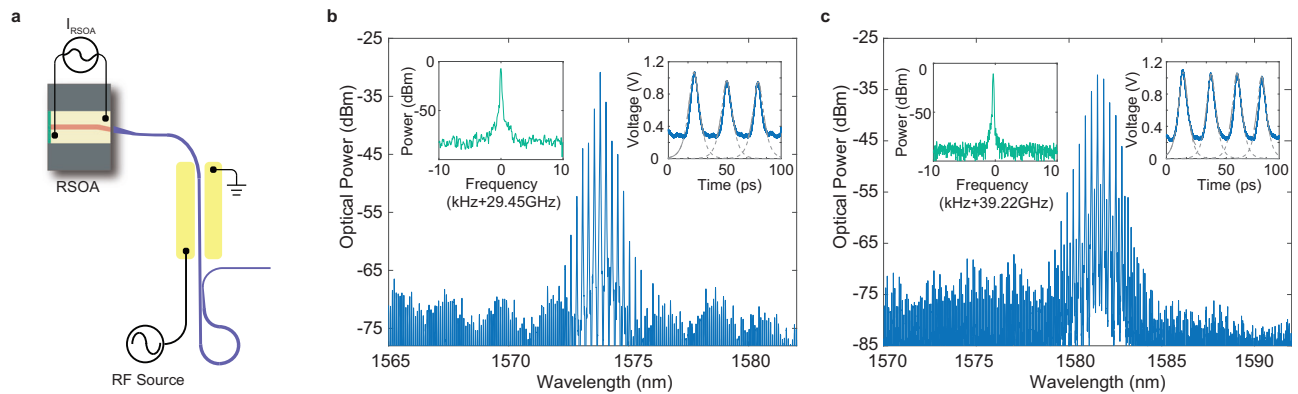 a
I_RSOA
RSOA
RF Source
b
-25
-35
-45
-55
-65
-75
Optical Power (dBm)
1565
1570
1575
1580
Wavelength (nm)
0
-50
Power (dBm)
-10
0
10
Frequency
(kHz+29.45GHz)
1.2
0.8
0.4
0
Voltage (V)
0
50
100
Time (ps)
c
-25
-35
-45
-55
-65
-75
-85
Optical Power (dBm)
1570
1575
1580
1585
1590
Wavelength (nm)
0
-50
Power (dBm)
-10
0
10
Frequency
(kHz+39.22GHz)
1.2
0.8
0.4
0
Voltage (V)
0
50
100
Time (ps)